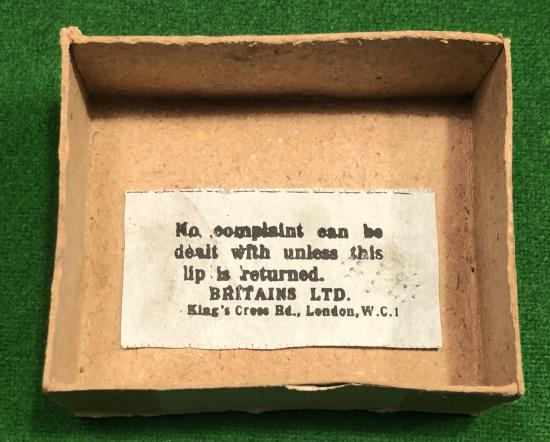 No complaint can be
dealt with unless this
lip is returned.
BRITAINS LTD.
King's Cross Rd., London, W.C.1